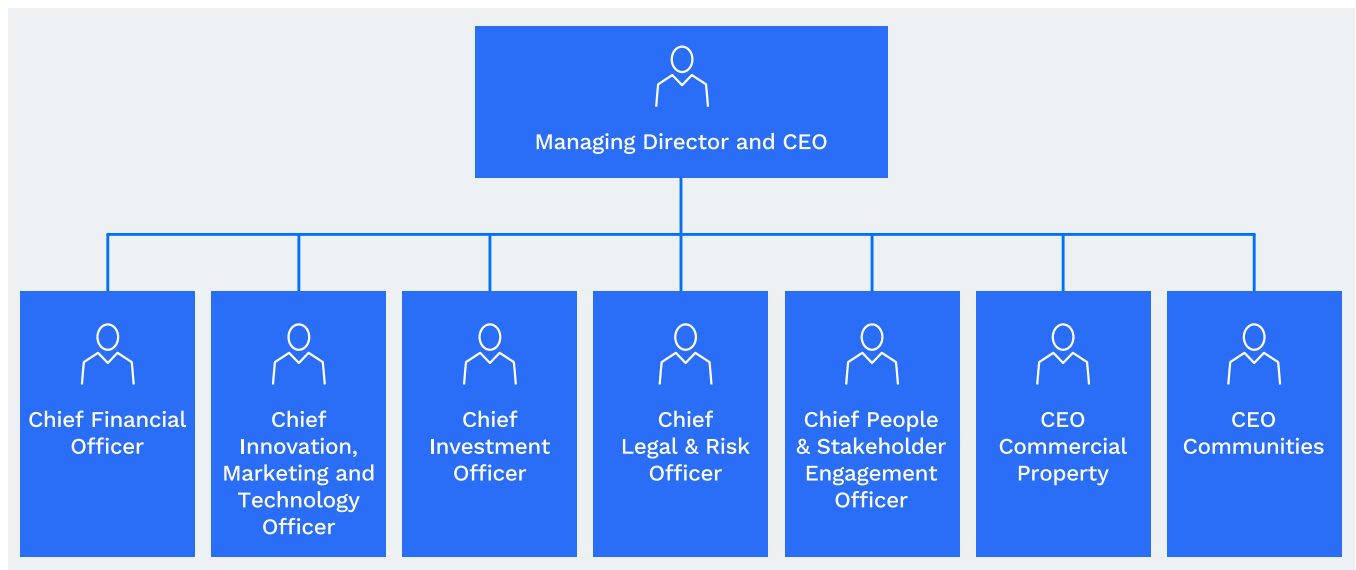 Managing Director and CEO
Chief Financial
Officer
Chief
Innovation,
Marketing and
Technology
Officer
Chief
Investment
Officer
Chief
Legal & Risk
Officer
Chief People
& Stakeholder
Engagement
Officer
CEO
Commercial
Property
CEO
Communities